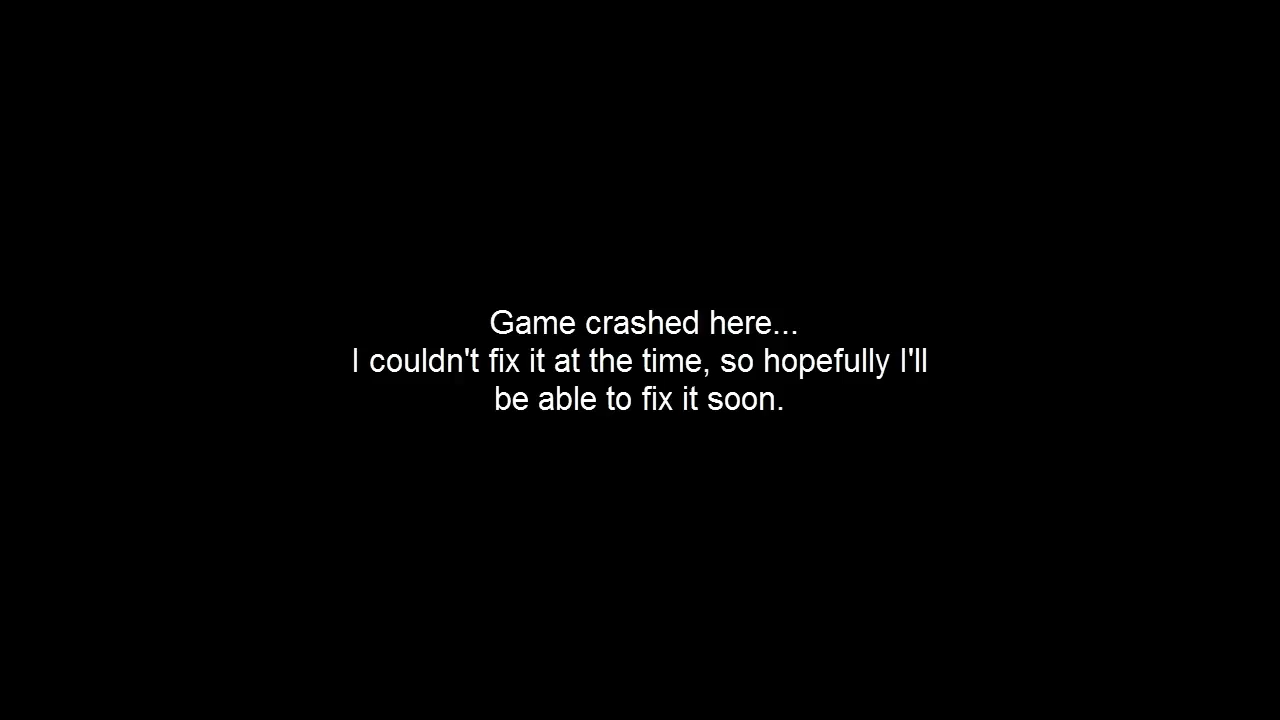 Game crashed here...
I couldn't fix it at the time, so hopefully I'll
be able to fix it soon.